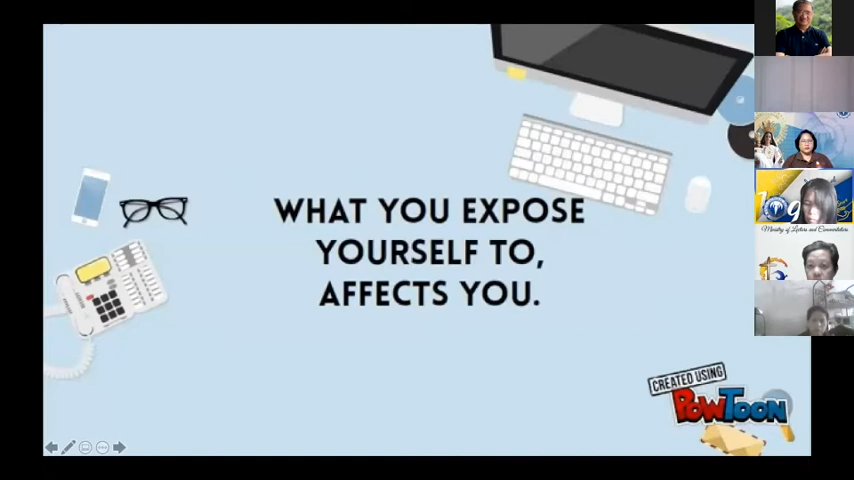 WHAT YOU EXPOSE
YOURSELF TO,
AFFECTS YOU.
CREATED USING
POWTOON
Ministry of Lectors and Commentators